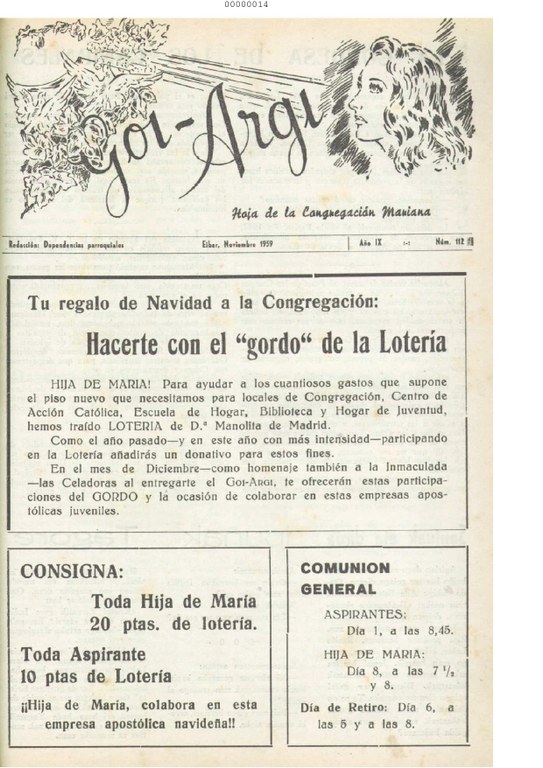 00000014
Goi-Argi
Hoja de la Congregación Mariana
Redacción: Dependencias parroquiales Eibar, Noviembre 1959 Año IX :-: Núm. 112
Tu regalo de Navidad a la Congregación:
Hacerte con el “gordo“ de la Lotería
HIJA DE MARIA! Para ayudar a los cuantiosos gastos que supone
el piso nuevo que necesitamos para locales de Congregación, Centro de
Acción Católica, Escuela de Hogar, Biblioteca y Hogar de Juventud,
hemos traído LOTERIA de D.ª Manolita de Madrid.
Como el año pasado—y en este año con más intensidad—participando
en la Lotería añadirás un donativo para estos fines.
En el mes de Diciembre—como homenaje también a la Inmaculada
—las Celadoras al entregarte el GOI-ARGI, te ofrecerán estas participa-
ciones del GORDO y la ocasión de colaborar en estas empresas apos-
tólicas juveniles.
CONSIGNA:
Toda Hija de María
20 ptas. de lotería.
Toda Aspirante
10 ptas de Lotería
¡¡Hija de María, colabora en esta
empresa apostólica navideña!!
COMUNION
GENERAL
ASPIRANTES:
Día 1, a las 8,45.
HIJA DE MARIA:
Día 8, a las 7 1/2
y 8.
Día de Retiro: Día 6, a
las 5 y a las 8.